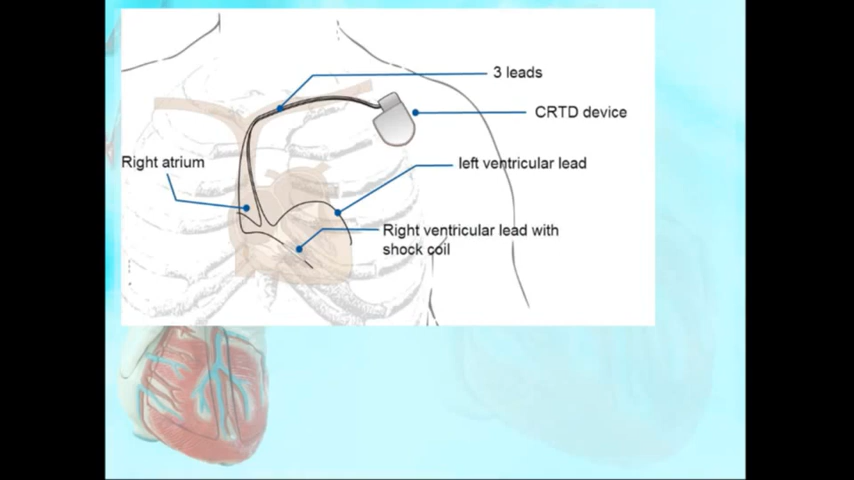 3 leads
CRTD device
Right atrium
left ventricular lead
Right ventricular lead with
shock coil